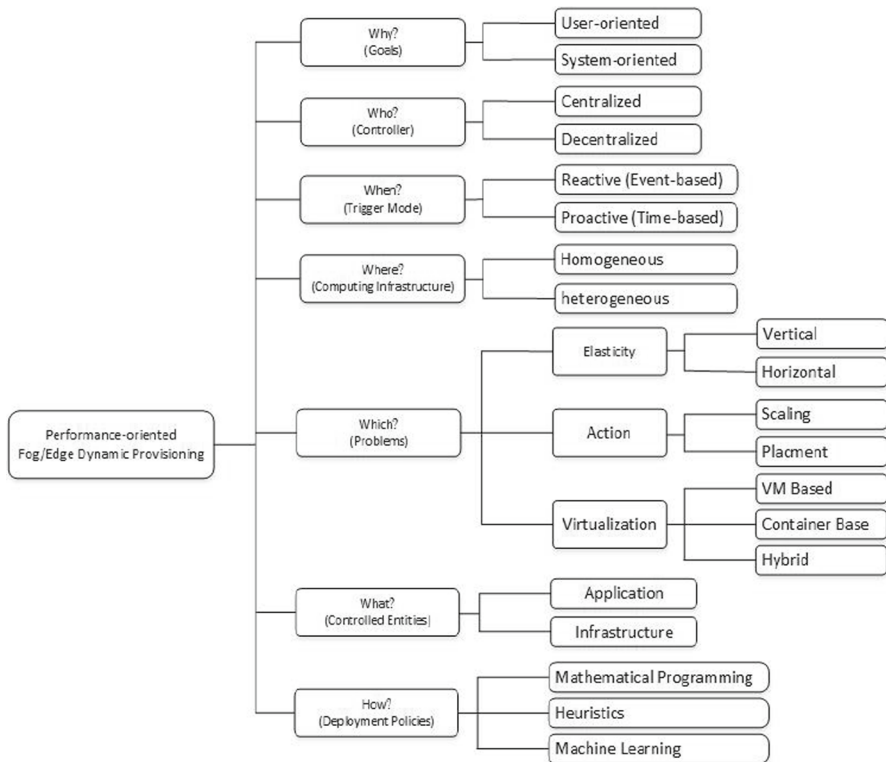 Why?
(Goals)
User-oriented
System-oriented
Who?
(Controller)
Centralized
Decentralized
When?
(Trigger Mode)
Reactive (Event-based)
Proactive (Time-based)
Where?
(Computing Infrastructure)
Homogeneous
heterogeneous
Performance-oriented
Fog/Edge Dynamic Provisioning
Which?
(Problems)
Elasticity
Vertical
Horizontal
Action
Scaling
Placment
Virtualization
VM Based
Container Base
Hybrid
What?
(Controlled Entities)
Application
Infrastructure
How?
(Deployment Policies)
Mathematical Programming
Heuristics
Machine Learning